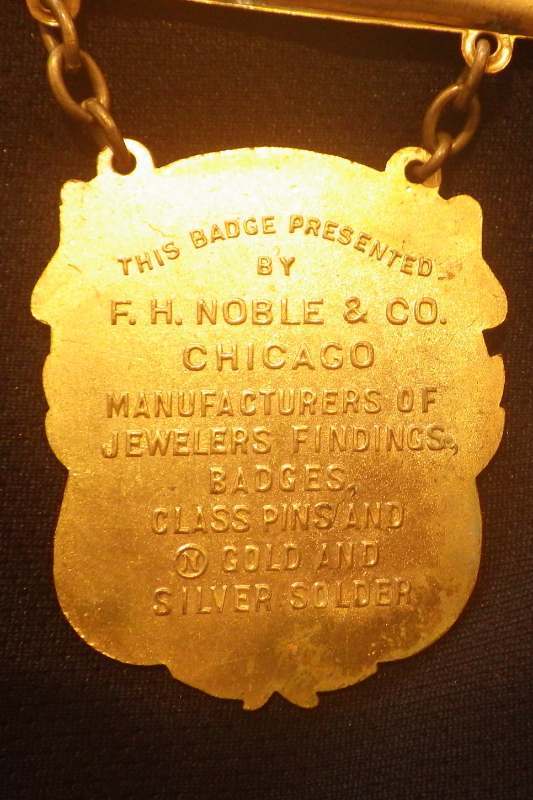 THIS BADGE PRESENTED
BY
F. H. NOBLE & CO.
CHICAGO
MANUFACTURERS OF
JEWELERS FINDINGS,
BADGES,
CLASS PINS AND
Ⓝ GOLD AND
SILVER SOLDER